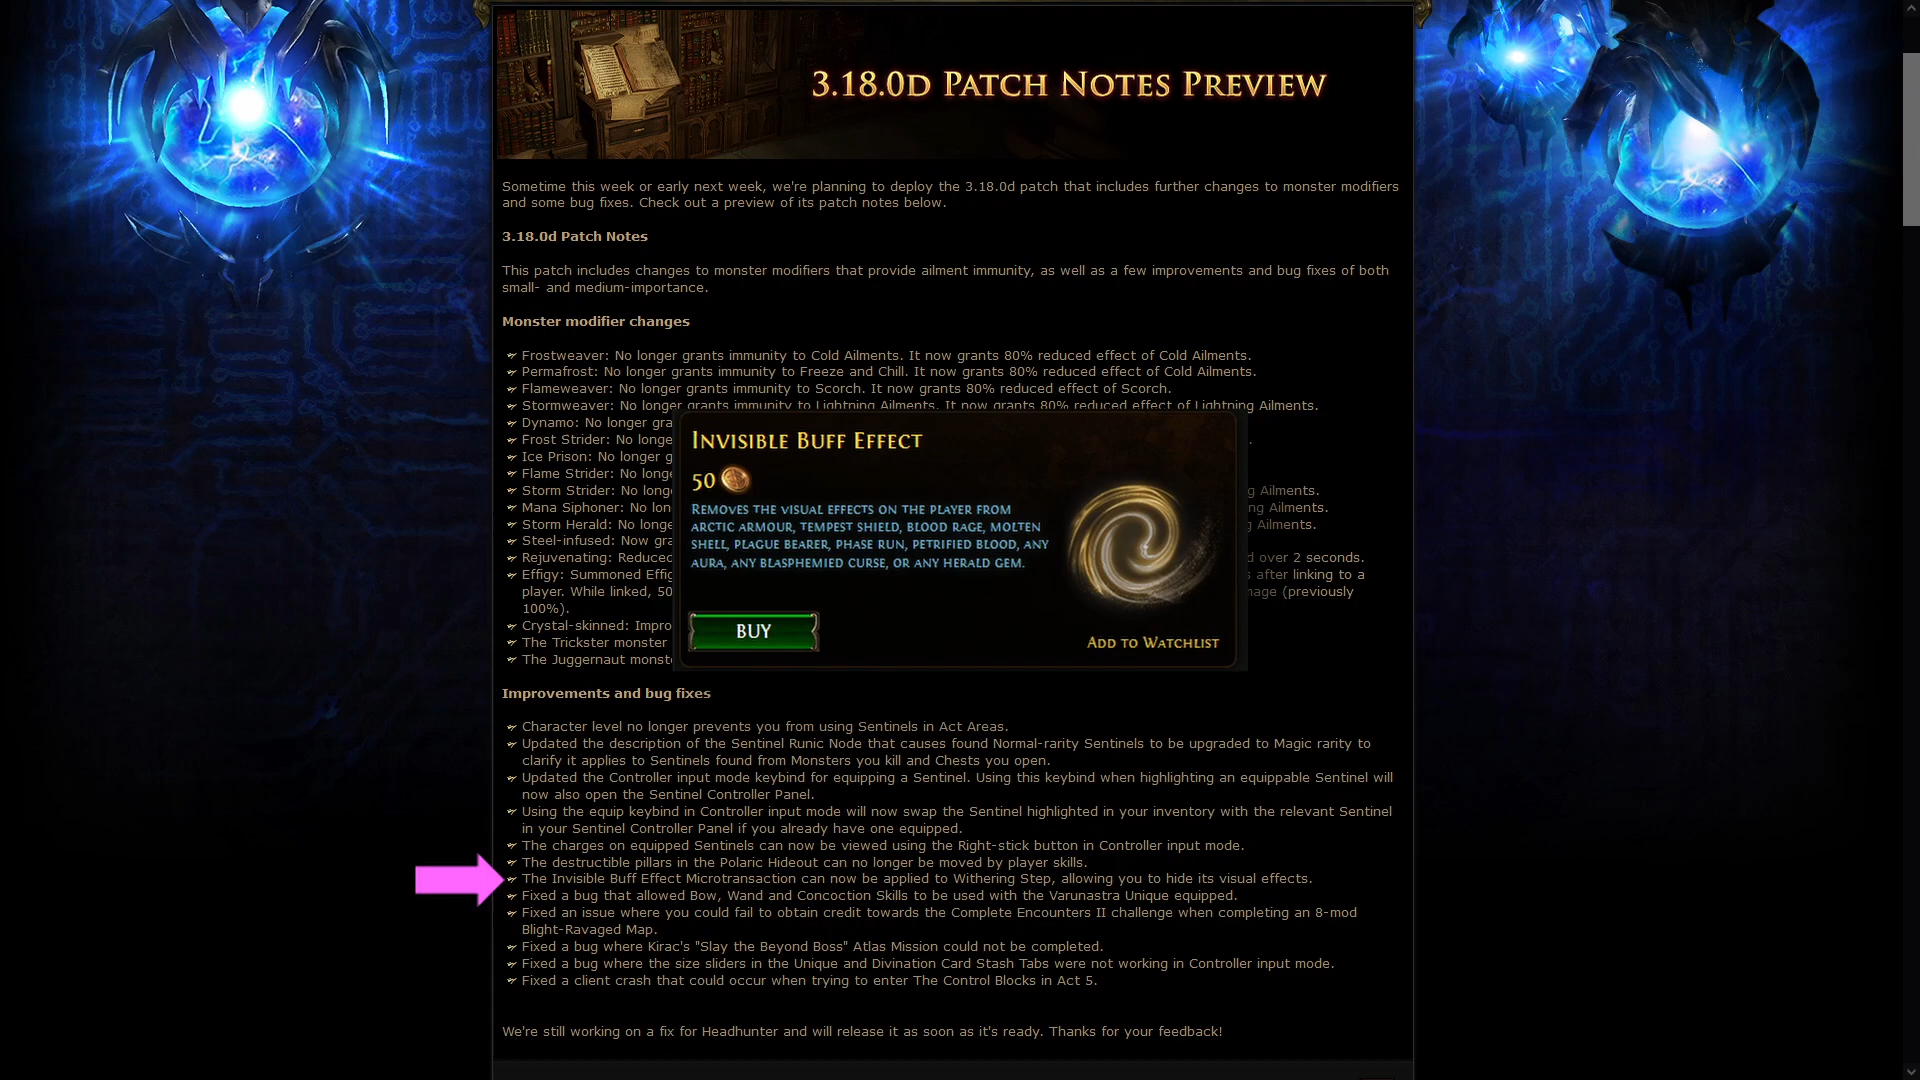 3.18.0D PATCH NOTES PREVIEW
Sometime this week or early next week, we're planning to deploy the 3.18.0d patch that includes further changes to monster modifiers
and some bug fixes. Check out a preview of its patch notes below.
3.18.0d Patch Notes
This patch includes changes to monster modifiers that provide ailment immunity, as well as a few improvements and bug fixes of both
small- and medium-importance.
Monster modifier changes
Frostweaver: No longer grants immunity to Cold Ailments. It now grants 80% reduced effect of Cold Ailments.
Permafrost: No longer grants immunity to Freeze and Chill. It now grants 80% reduced effect of Cold Ailments.
Flameweaver: No longer grants immunity to Scorch. It now grants 80% reduced effect of Scorch.
Stormweaver: No longer grants immunity to Lightning Ailments. It now grants 80% reduced effect of Lightning Ailments.
Dynamo: No longer gra
Frost Strider: No longe
Ice Prison: No longer g
Flame Strider: No longe
Storm Strider: No longe g Ailments.
Mana Siphoner: No lon ng Ailments.
Storm Herald: No longe g Ailments.
Steel-infused: Now gra
Rejuvenating: Reduced d over 2 seconds.
Effigy: Summoned Effig s after linking to a
player. While linked, 50 mage (previously
100%).
Crystal-skinned: Impro
The Trickster monster
The Juggernaut monste
INVISIBLE BUFF EFFECT
50
REMOVES THE VISUAL EFFECTS ON THE PLAYER FROM
ARCTIC ARMOUR, TEMPEST SHIELD, BLOOD RAGE, MOLTEN
SHELL, PLAGUE BEARER, PHASE RUN, PETRIFIED BLOOD, ANY
AURA, ANY BLASPHEMIED CURSE, OR ANY HERALD GEM.
BUY
ADD TO WATCHLIST
Improvements and bug fixes
Character level no longer prevents you from using Sentinels in Act Areas.
Updated the description of the Sentinel Runic Node that causes found Normal-rarity Sentinels to be upgraded to Magic rarity to
clarify it applies to Sentinels found from Monsters you kill and Chests you open.
Updated the Controller input mode keybind for equipping a Sentinel. Using this keybind when highlighting an equippable Sentinel will
now also open the Sentinel Controller Panel.
Using the equip keybind in Controller input mode will now swap the Sentinel highlighted in your inventory with the relevant Sentinel
in your Sentinel Controller Panel if you already have one equipped.
The charges on equipped Sentinels can now be viewed using the Right-stick button in Controller input mode.
The destructible pillars in the Polaric Hideout can no longer be moved by player skills.
The Invisible Buff Effect Microtransaction can now be applied to Withering Step, allowing you to hide its visual effects.
Fixed a bug that allowed Bow, Wand and Concoction Skills to be used with the Varunastra Unique equipped.
Fixed an issue where you could fail to obtain credit towards the Complete Encounters II challenge when completing an 8-mod
Blight-Ravaged Map.
Fixed a bug where Kirac's "Slay the Beyond Boss" Atlas Mission could not be completed.
Fixed a bug where the size sliders in the Unique and Divination Card Stash Tabs were not working in Controller input mode.
Fixed a client crash that could occur when trying to enter The Control Blocks in Act 5.
We're still working on a fix for Headhunter and will release it as soon as it's ready. Thanks for your feedback!